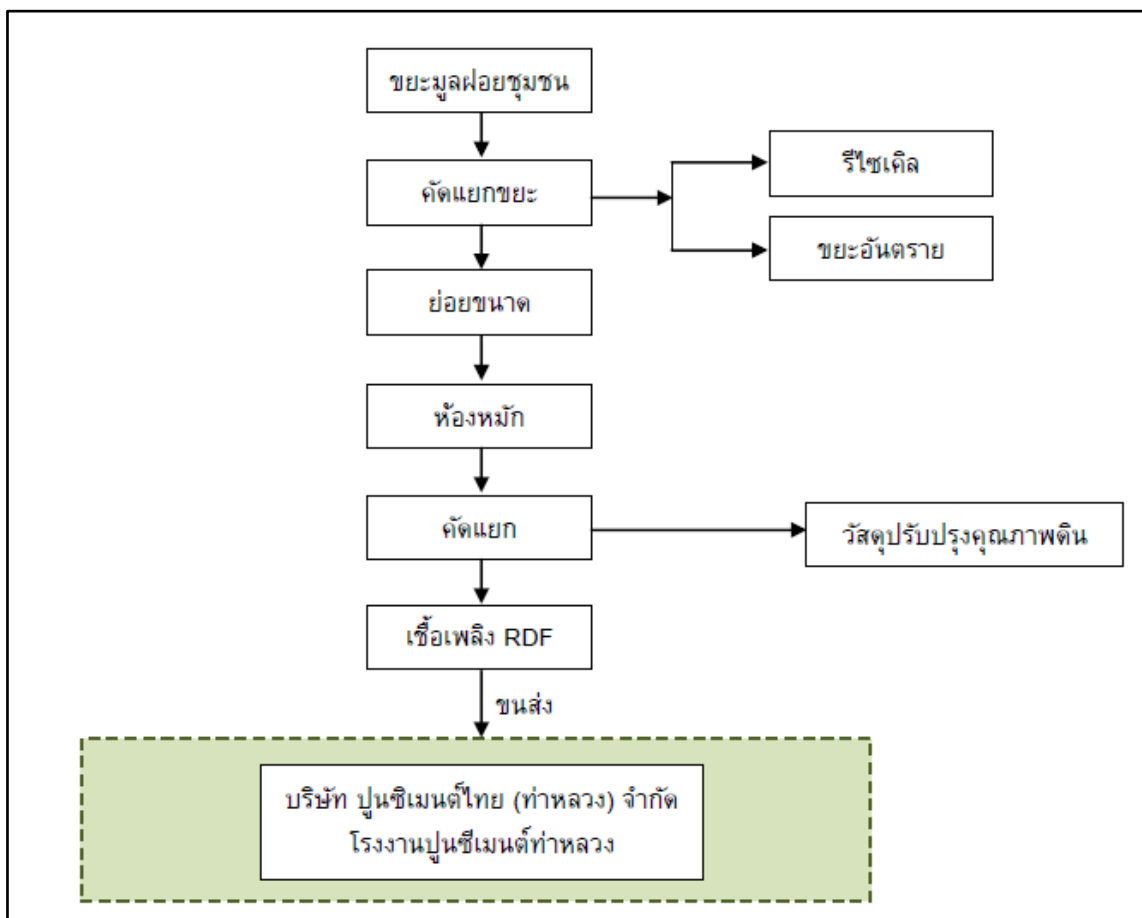 ขยะมูลฝอยชุมชน
คัดแยกขยะ
รีไซเคิล
ขยะอันตราย
ย่อยขนาด
ห้องหมัก
คัดแยก
วัสดุปรับปรุงคุณภาพดิน
เชื้อเพลิง RDF
ขนส่ง
บริษัท ปูนซิเมนต์ไทย (ท่าหลวง) จำกัด
โรงงานปูนซีเมนต์ท่าหลวง